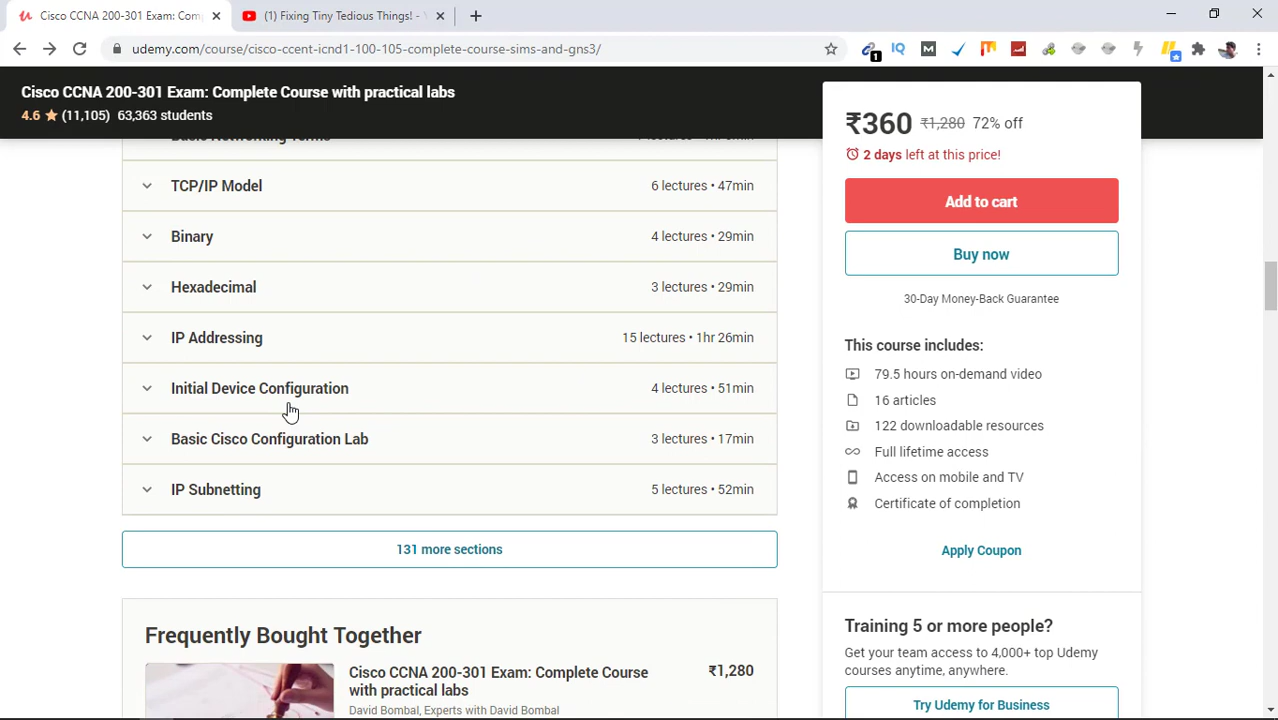 Cisco CCNA 200-301 Exam: Comp
(1) Fixing Tiny Tedious Things! - Y
udemy.com/course/cisco-ccent-icnd1-100-105-complete-course-sims-and-gns3/
1
IQ
M
Cisco CCNA 200-301 Exam: Complete Course with practical labs
4.6 ★ (11,105) 63,363 students
₹360 ₹1,280 72% off
2 days left at this price!
Add to cart
Buy now
30-Day Money-Back Guarantee
This course includes:
79.5 hours on-demand video
16 articles
122 downloadable resources
Full lifetime access
Access on mobile and TV
Certificate of completion
Apply Coupon
Training 5 or more people?
Get your team access to 4,000+ top Udemy
courses anytime, anywhere.
Try Udemy for Business
Basic Networking Terms
TCP/IP Model 6 lectures • 47min
Binary 4 lectures • 29min
Hexadecimal 3 lectures • 29min
IP Addressing 15 lectures • 1hr 26min
Initial Device Configuration 4 lectures • 51min
Basic Cisco Configuration Lab 3 lectures • 17min
IP Subnetting 5 lectures • 52min
131 more sections
Frequently Bought Together
Cisco CCNA 200-301 Exam: Complete Course ₹1,280
with practical labs
David Bombal, Experts with David Bombal